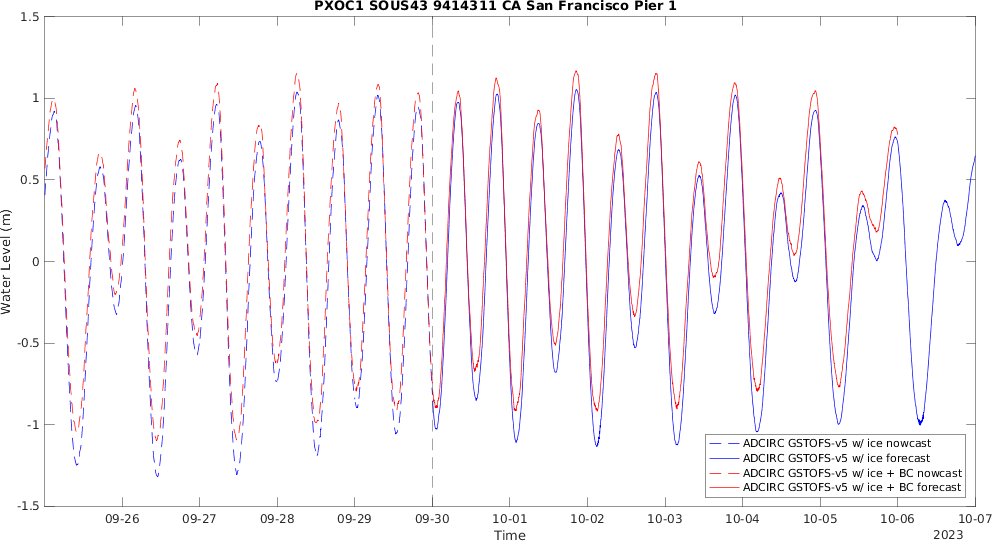 PXOC1 SOUS43 9414311 CA San Francisco Pier 1
1.5
1
0.5
0
-0.5
-1
-1.5
Water Level (m)
09-26 09-27 09-28 09-29 09-30 10-01 10-02 10-03 10-04 10-05 10-06 10-07
Time
2023
ADCIRC GSTOFS-v5 w/ ice nowcast
ADCIRC GSTOFS-v5 w/ ice forecast
ADCIRC GSTOFS-v5 w/ ice + BC nowcast
ADCIRC GSTOFS-v5 w/ ice + BC forecast